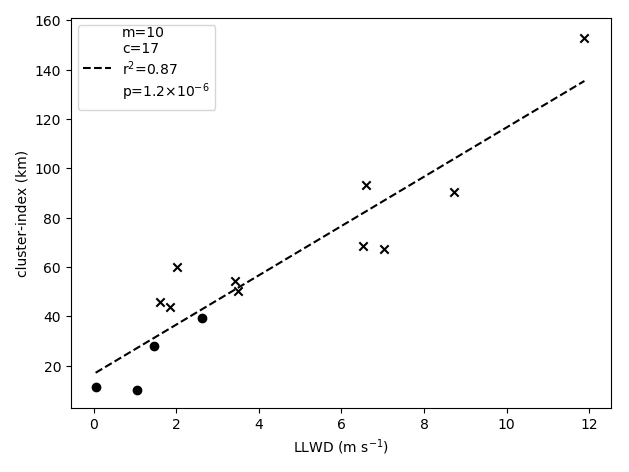 m=10
c=17
r²=0.87
p=1.2×10⁻⁶
160
140
120
100
80
60
40
20
cluster-index (km)
0 2 4 6 8 10 12
LLWD (m s⁻¹)